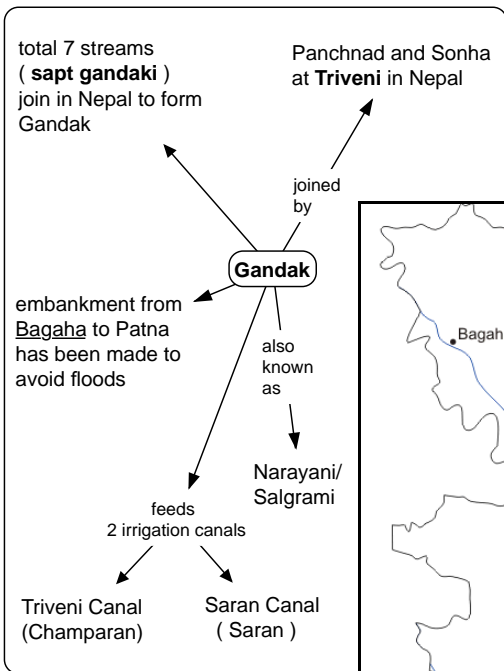 total 7 streams
( sapt gandaki )
join in Nepal to form
Gandak
Panchnad and Sonha
at Triveni in Nepal
joined
by
Gandak
embankment from
Bagaha to Patna
has been made to
avoid floods
also
known
as
Narayani/
Salgrami
feeds
2 irrigation canals
Triveni Canal
(Champaran)
Saran Canal
( Saran )
Bagah